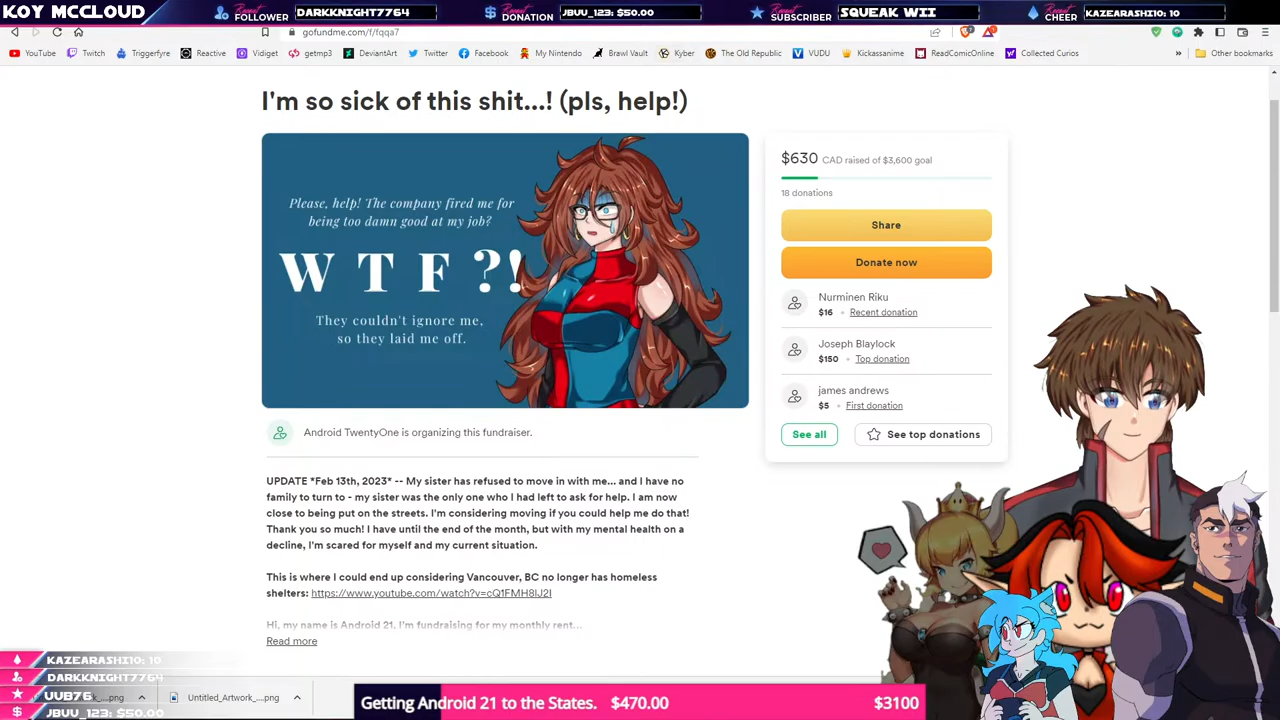 KOY MCCLOUD
Recent FOLLOWER DARKKNIGHT7764
Recent DONATION JBUU_123: $50.00
Recent SUBSCRIBER SQUEAK WII
Recent CHEER KAZEARASHI10: 10
gofundme.com/f/fqqa7
YouTube Twitch Triggerfyre Reactive Vidiget getmp3 DeviantArt Twitter Facebook My Nintendo Brawl Vault Kyber The Old Republic VUDU Kickassanime ReadComicOnline Collected Curios » Other bookmarks
I'm so sick of this shit...! (pls, help!)
Please, help! The company fired me for
being too damn good at my job?
WTF?!
They couldn't ignore me,
so they laid me off.
$630 CAD raised of $3,600 goal
18 donations
Share
Donate now
Nurminen Riku
$16 • Recent donation
Joseph Blaylock
$150 • Top donation
james andrews
$5 • First donation
See all
See top donations
Android TwentyOne is organizing this fundraiser.
UPDATE *Feb 13th, 2023* -- My sister has refused to move in with me... and I have no
family to turn to - my sister was the only one who I had left to ask for help. I am now
close to being put on the streets. I'm considering moving if you could help me do that!
Thank you so much! I have until the end of the month, but with my mental health on a
decline, I'm scared for myself and my current situation.
This is where I could end up considering Vancouver, BC no longer has homeless
shelters: https://www.youtube.com/watch?v=cQ1FMH8IJ2I
Hi, my name is Android 21. I'm fundraising for my monthly rent...
Read more
KAZEARASHI10: 10
DARKKNIGHT7764
UUB76
JBUU_123: $50.00
Untitled_Artwork_....png
Getting Android 21 to the States. $470.00 $3100